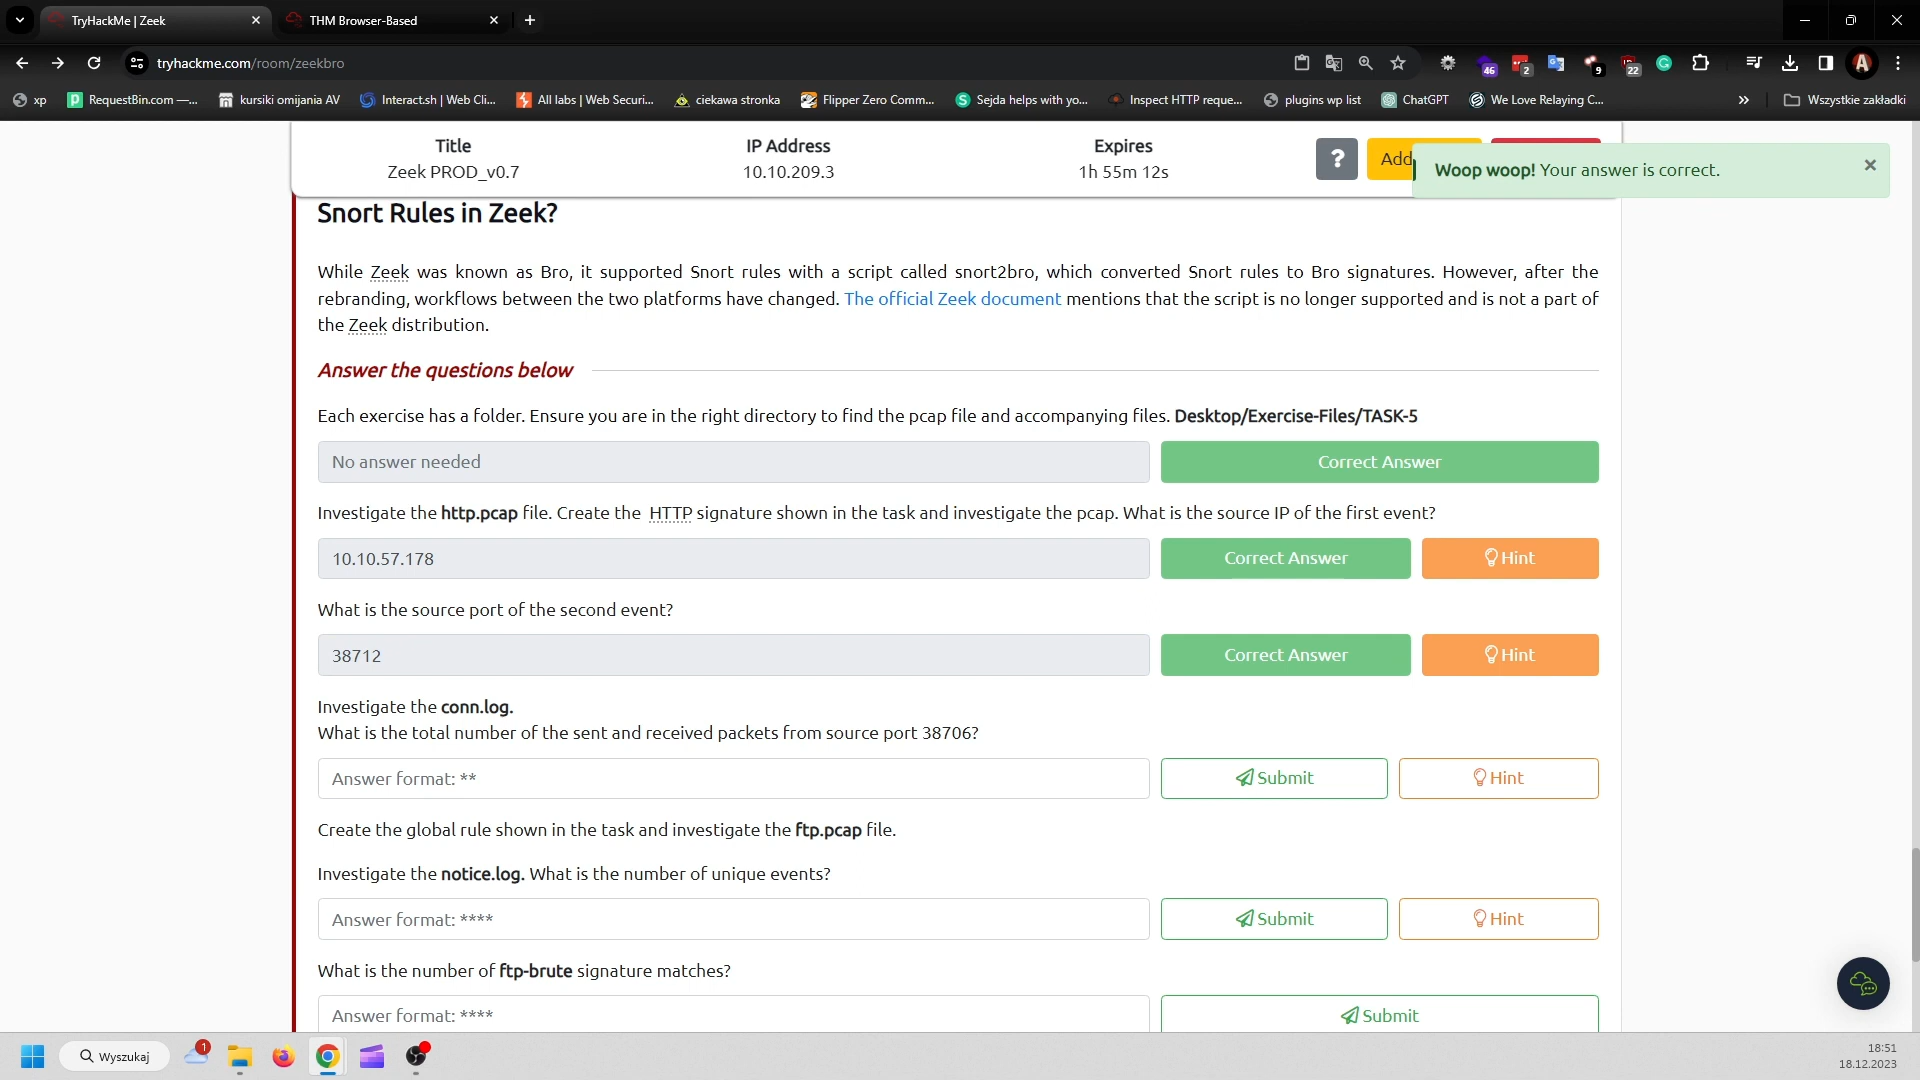 TryHackMe | Zeek
THM Browser-Based
tryhackme.com/room/zeekbro
46
2
9
22
A
xp
RequestBin.com —...
kursiki omijania AV
Interact.sh | Web Cli...
All labs | Web Securi...
ciekawa stronka
Flipper Zero Comm...
Sejda helps with yo...
Inspect HTTP reque...
plugins wp list
ChatGPT
We Love Relaying C...
»
Wszystkie zakładki
Title
IP Address
Expires
Zeek PROD_v0.7
10.10.209.3
1h 55m 12s
?
Add
Woop woop! Your answer is correct.
Snort Rules in Zeek?
While Zeek was known as Bro, it supported Snort rules with a script called snort2bro, which converted Snort rules to Bro signatures. However, after the
rebranding, workflows between the two platforms have changed. The official Zeek document mentions that the script is no longer supported and is not a part of
the Zeek distribution.
Answer the questions below
Each exercise has a folder. Ensure you are in the right directory to find the pcap file and accompanying files. Desktop/Exercise-Files/TASK-5
No answer needed
Correct Answer
Investigate the http.pcap file. Create the HTTP signature shown in the task and investigate the pcap. What is the source IP of the first event?
10.10.57.178
Correct Answer
Hint
What is the source port of the second event?
38712
Correct Answer
Hint
Investigate the conn.log.
What is the total number of the sent and received packets from source port 38706?
Answer format: **
Submit
Hint
Create the global rule shown in the task and investigate the ftp.pcap file.
Investigate the notice.log. What is the number of unique events?
Answer format: ****
Submit
Hint
What is the number of ftp-brute signature matches?
Answer format: ****
Submit
Wyszukaj
1
18:51
18.12.2023